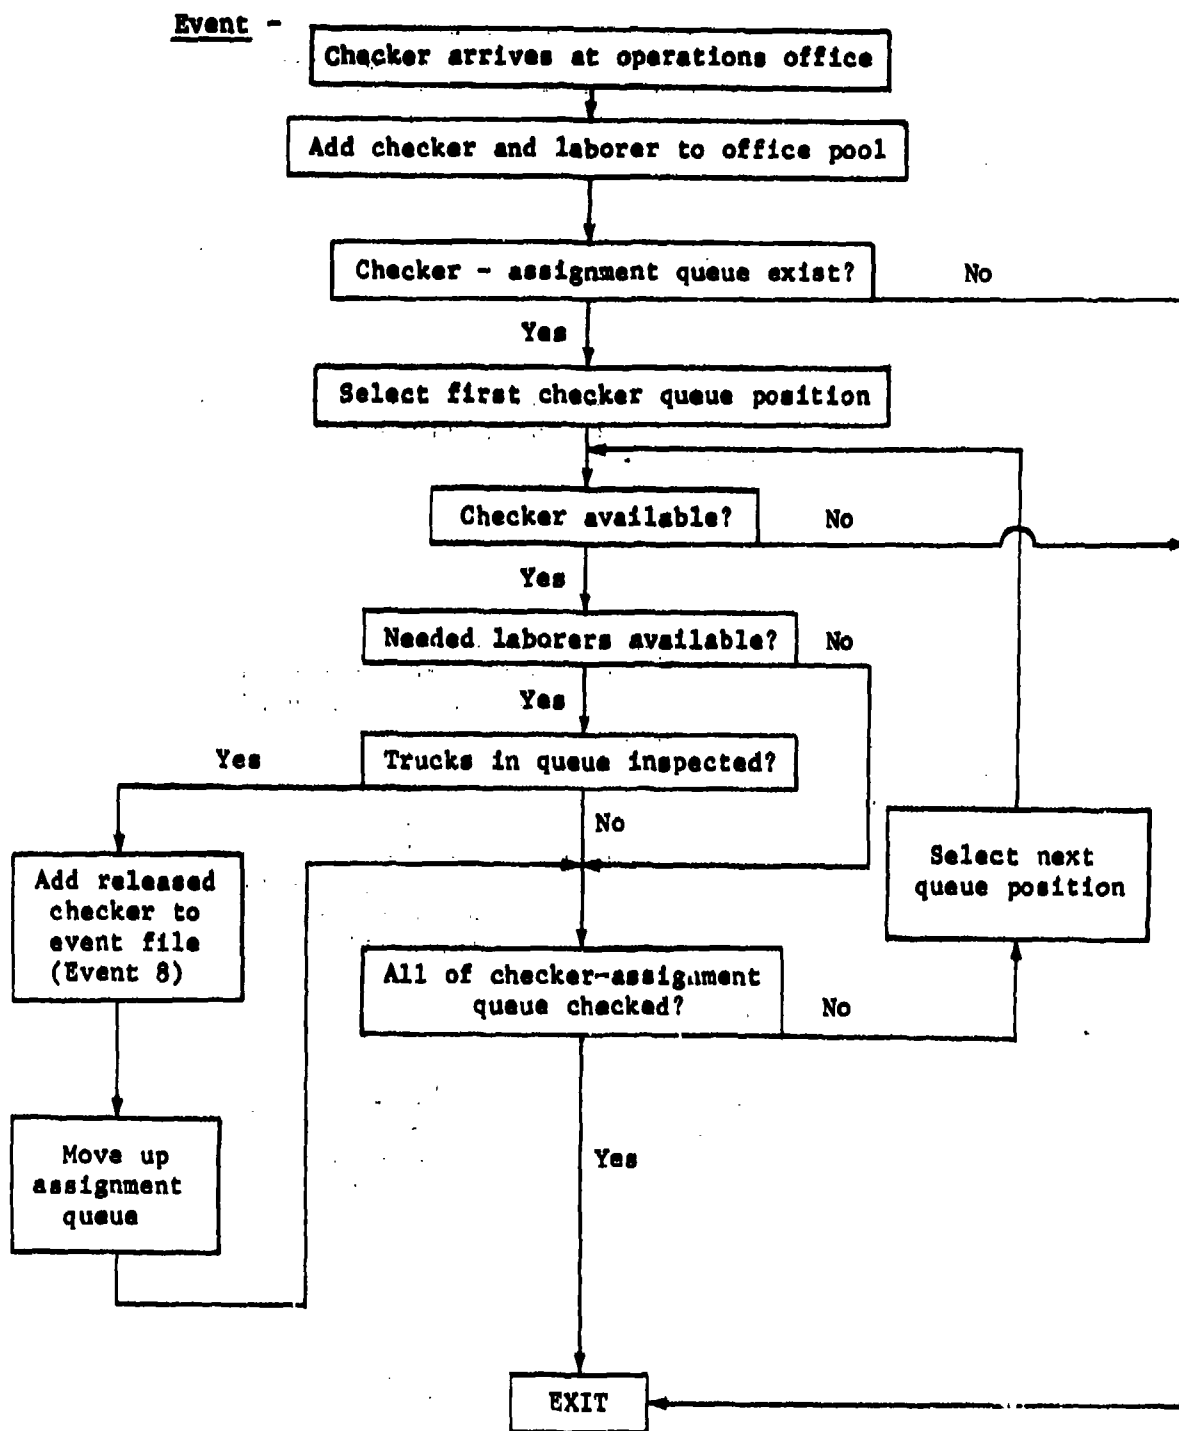 Event -
Checker arrives at operations office
Add checker and laborer to office pool
Checker - assignment queue exist?
No
Yes
Select first checker queue position
Checker available?
No
Yes
Needed laborers available?
No
Yes
Yes
Trucks in queue inspected?
No
Add released
checker to
event file
(Event 8)
Select next
queue position
All of checker-assignment
queue checked?
No
Move up
assignment
queue
Yes
EXIT